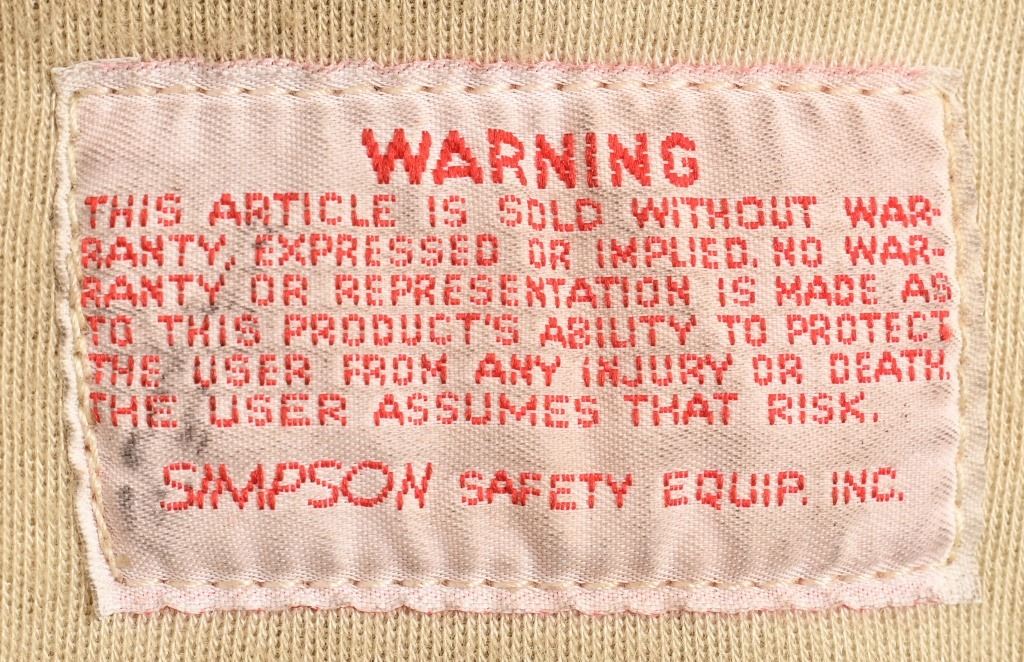 WARNING
THIS ARTICLE IS SOLD WITHOUT WAR-
RANTY, EXPRESSED OR IMPLIED. NO WAR-
RANTY OR REPRESENTATION IS MADE AS
TO THIS PRODUCT'S ABILITY TO PROTECT
THE USER FROM ANY INJURY OR DEATH.
THE USER ASSUMES THAT RISK.
SIMPSON SAFETY EQUIP. INC.